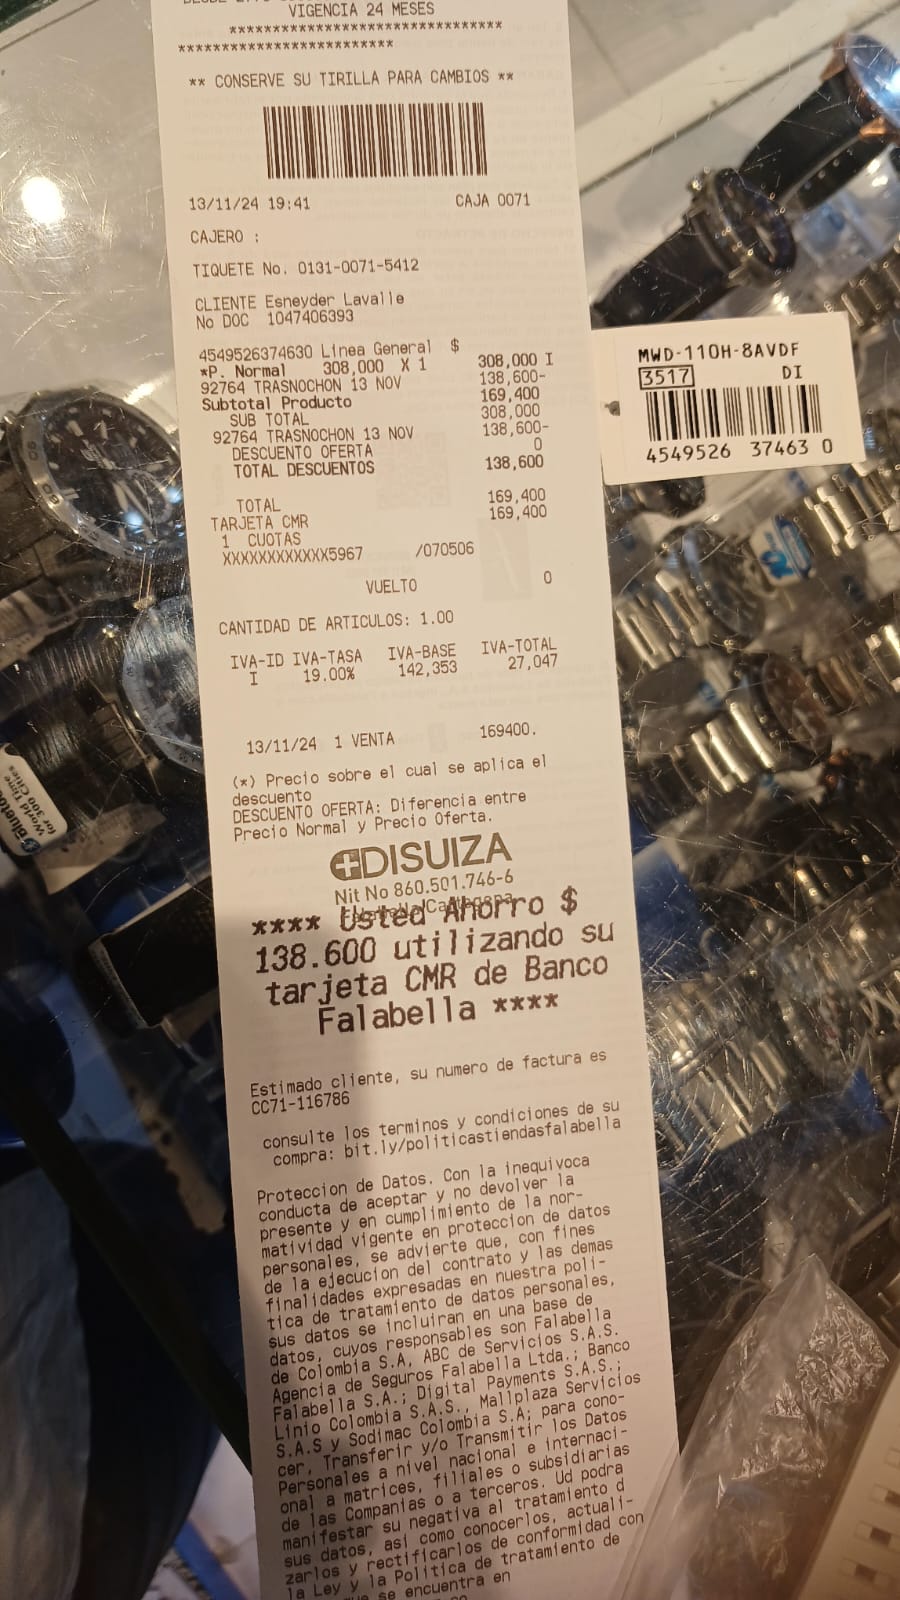 VIGENCIA 24 MESES
********************************
*************************
** CONSERVE SU TIRILLA PARA CAMBIOS **
13/11/24 19:41 CAJA 0071
CAJERO :
TIQUETE No. 0131-0071-5412
CLIENTE Esneyder Lavalle
No DOC 1047406393
4549526374630 Linea General $
*P. Normal 308,000 X 1 308,000 I
92764 TRASNOCHON 13 NOV 138,600-
Subtotal Producto 169,400
SUB TOTAL 308,000
92764 TRASNOCHON 13 NOV 138,600-
DESCUENTO OFERTA 0
TOTAL DESCUENTOS 138,600
TOTAL 169,400
TARJETA CMR 169,400
1 CUOTAS
XXXXXXXXXXXX5967 /070506
VUELTO 0
CANTIDAD DE ARTICULOS: 1.00
IVA-ID IVA-TASA IVA-BASE IVA-TOTAL
I 19.00% 142,353 27,047
13/11/24 1 VENTA 169400.
(*) Precio sobre el cual se aplica el
descuento
DESCUENTO OFERTA: Diferencia entre
Precio Normal y Precio Oferta.
DISUIZA
Nit No 860.501.746-6
Falabella Cartagena
**** Usted Ahorro $
138.600 utilizando su
tarjeta CMR de Banco
Falabella ****
Estimado cliente, su numero de factura es
CC71-116786
consulte los terminos y condiciones de su
compra: bit.ly/politicastiendasfalabella
Proteccion de Datos. Con la inequivoca
conducta de aceptar y no devolver la
presente y en cumplimiento de la nor-
matividad vigente en proteccion de datos
personales, se advierte que, con fines
de la ejecucion del contrato y las demas
finalidades expresadas en nuestra poli-
tica de tratamiento de datos personales,
sus datos se incluiran en una base de
datos, cuyos responsables son Falabella
de Colombia S.A, ABC de Servicios S.A.S.
Agencia de Seguros Falabella Ltda.; Banco
Falabella S.A.; Digital Payments S.A.S.;
Linio Colombia S.A.S., Mallplaza Servicios
S.A.S y Sodimac Colombia S.A; para cono-
cer, Transferir y/o Transmitir los Datos
Personales a nivel nacional e internaci-
onal a matrices, filiales o subsidiarias
de las Companias o a terceros. Ud podra
manifestar su negativa al tratamiento d
sus datos, asi como conocerlos, actuali-
zarlos y rectificarlos de conformidad con
la Ley y la Politica de tratamiento de
se encuentra en
MWD-110H-8AVDF
3517 DI
4549526 37463 0
Bluetoo
World Time
for 300 Cities